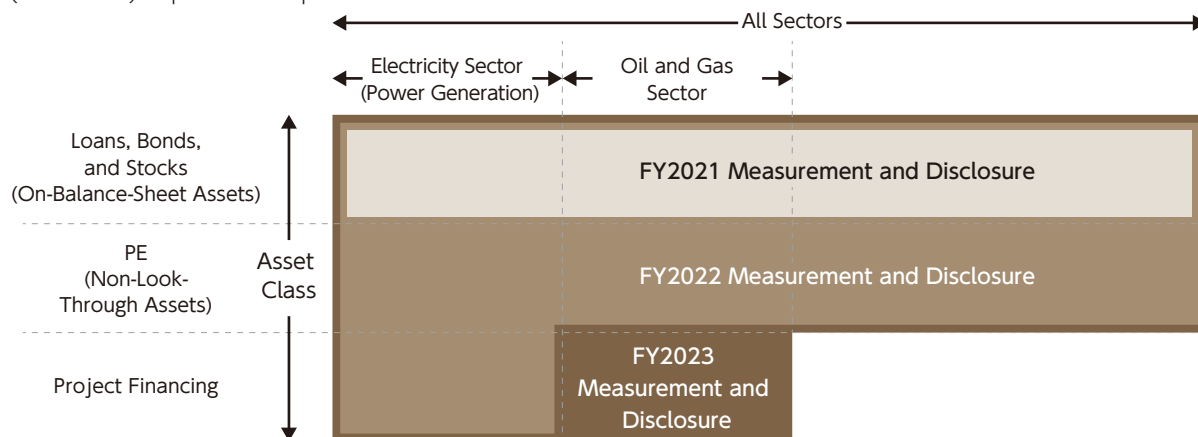 All Sectors
Electricity Sector
(Power Generation)
Oil and Gas
Sector
Loans, Bonds,
and Stocks
(On-Balance-Sheet Assets)
FY2021 Measurement and Disclosure
PE
(Non-Look-
Through Assets)
Asset
Class
FY2022 Measurement and Disclosure
Project Financing
FY2023
Measurement and
Disclosure